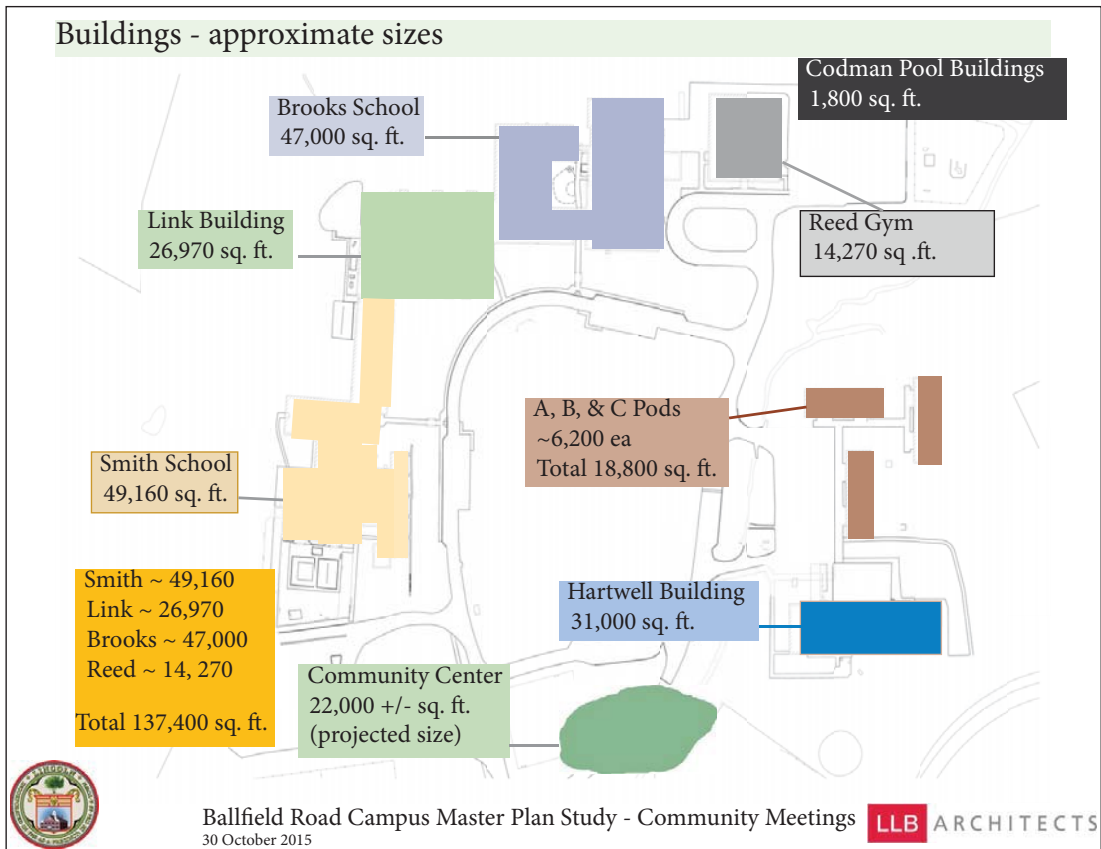 Buildings - approximate sizes
Codman Pool Buildings
1,800 sq. ft.
Brooks School
47,000 sq. ft.
Link Building
26,970 sq. ft.
Reed Gym
14,270 sq .ft.
A, B, & C Pods
~6,200 ea
Total 18,800 sq. ft.
Smith School
49,160 sq. ft.
Smith ~ 49,160
Link ~ 26,970
Brooks ~ 47,000
Reed ~ 14, 270
Total 137,400 sq. ft.
Hartwell Building
31,000 sq. ft.
Community Center
22,000 +/- sq. ft.
(projected size)
LINCOLN
Ballfield Road Campus Master Plan Study - Community Meetings
30 October 2015
LLB ARCHITECTS